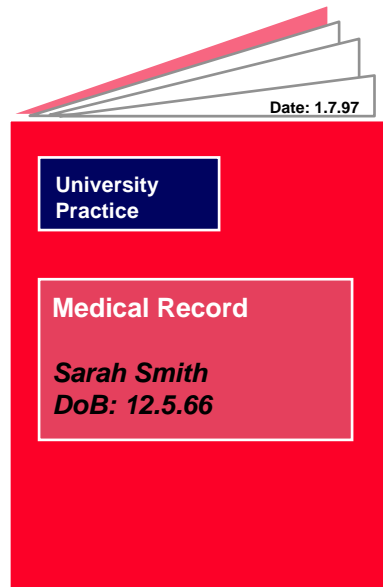 Date: 1.7.97
University
Practice
Medical Record
Sarah Smith
DoB: 12.5.66